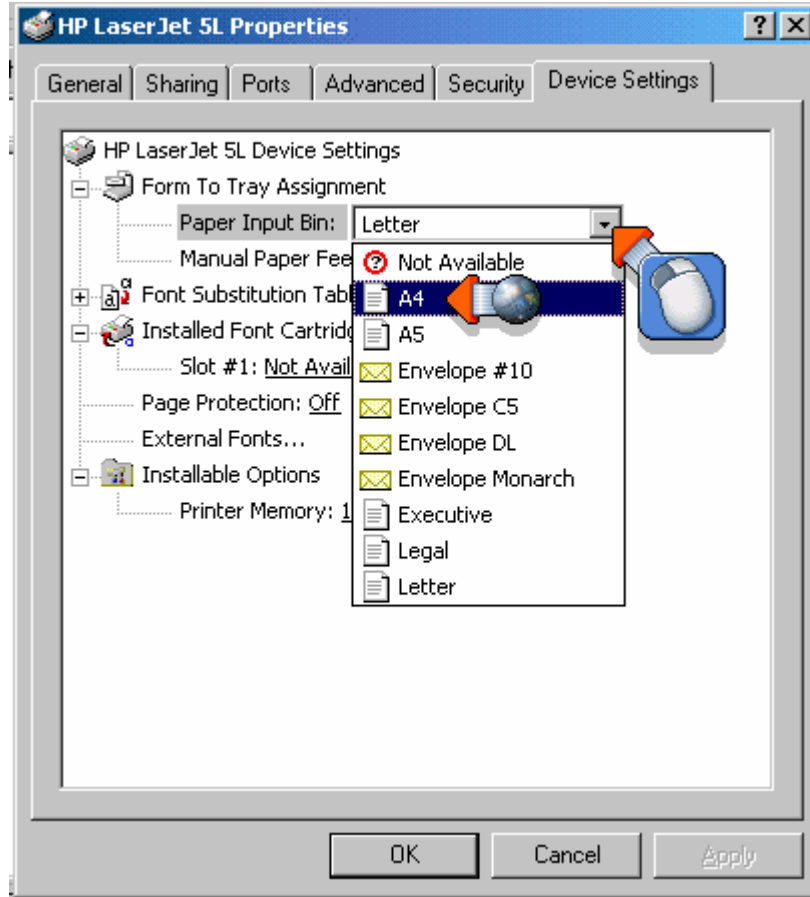 HP LaserJet 5L Properties
General Sharing Ports Advanced Security Device Settings
HP LaserJet 5L Device Settings
Form To Tray Assignment
Paper Input Bin: Letter
Manual Paper Fee
Not Available
A4
A5
Envelope #10
Envelope C5
Envelope DL
Envelope Monarch
Executive
Legal
Letter
Font Substitution Tabl
Installed Font Cartrid
Slot #1: Not Avail
Page Protection: Off
External Fonts...
Installable Options
Printer Memory: 1
OK Cancel Apply